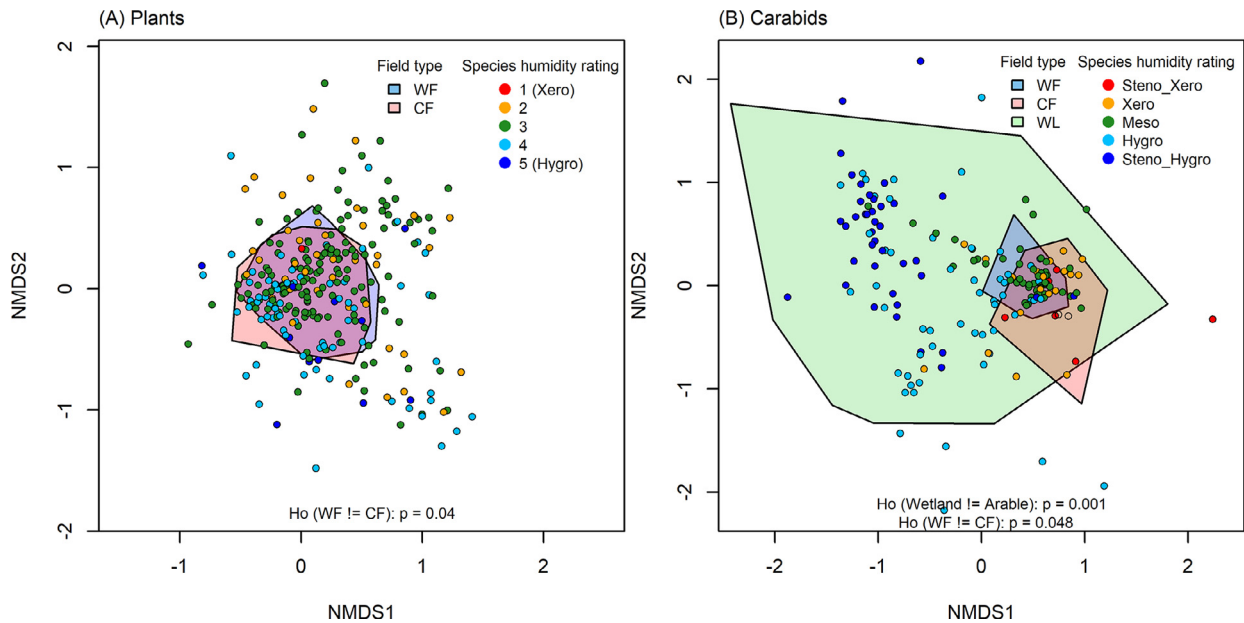 (A) Plants
Field type
WF
CF
Species humidity rating
1 (Xero)
2
3
4
5 (Hygro)
NMDS2
2
1
0
-1
-2
Ho (WF != CF): p = 0.04
-1 0 1 2
NMDS1
(B) Carabids
Field type
WF
CF
WL
Species humidity rating
Steno_Xero
Xero
Meso
Hygro
Steno_Hygro
NMDS2
2
1
0
-1
-2
Ho (Wetland != Arable): p = 0.001
Ho (WF != CF): p = 0.048
-2 -1 0 1 2
NMDS1